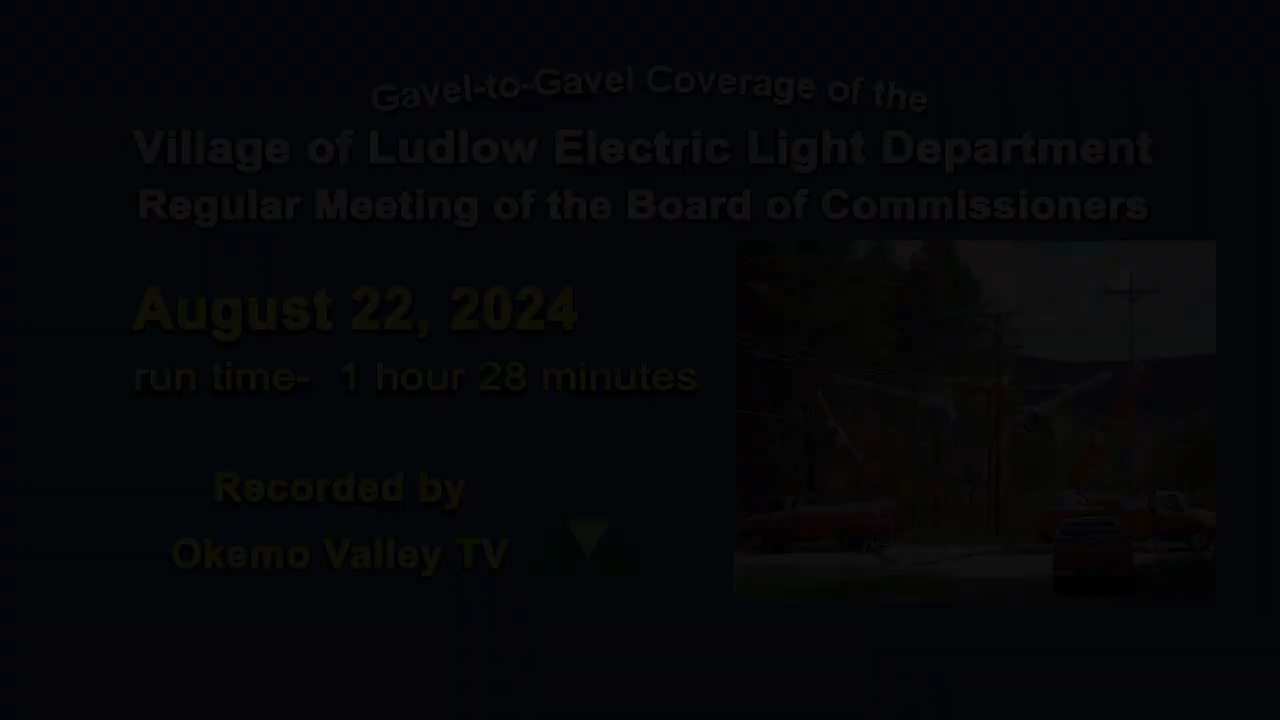 Gavel-to-Gavel Coverage of the
Village of Ludlow Electric Light Department
Regular Meeting of the Board of Commissioners
August 22, 2024
run time- 1 hour 28 minutes
Recorded by
Okemo Valley TV